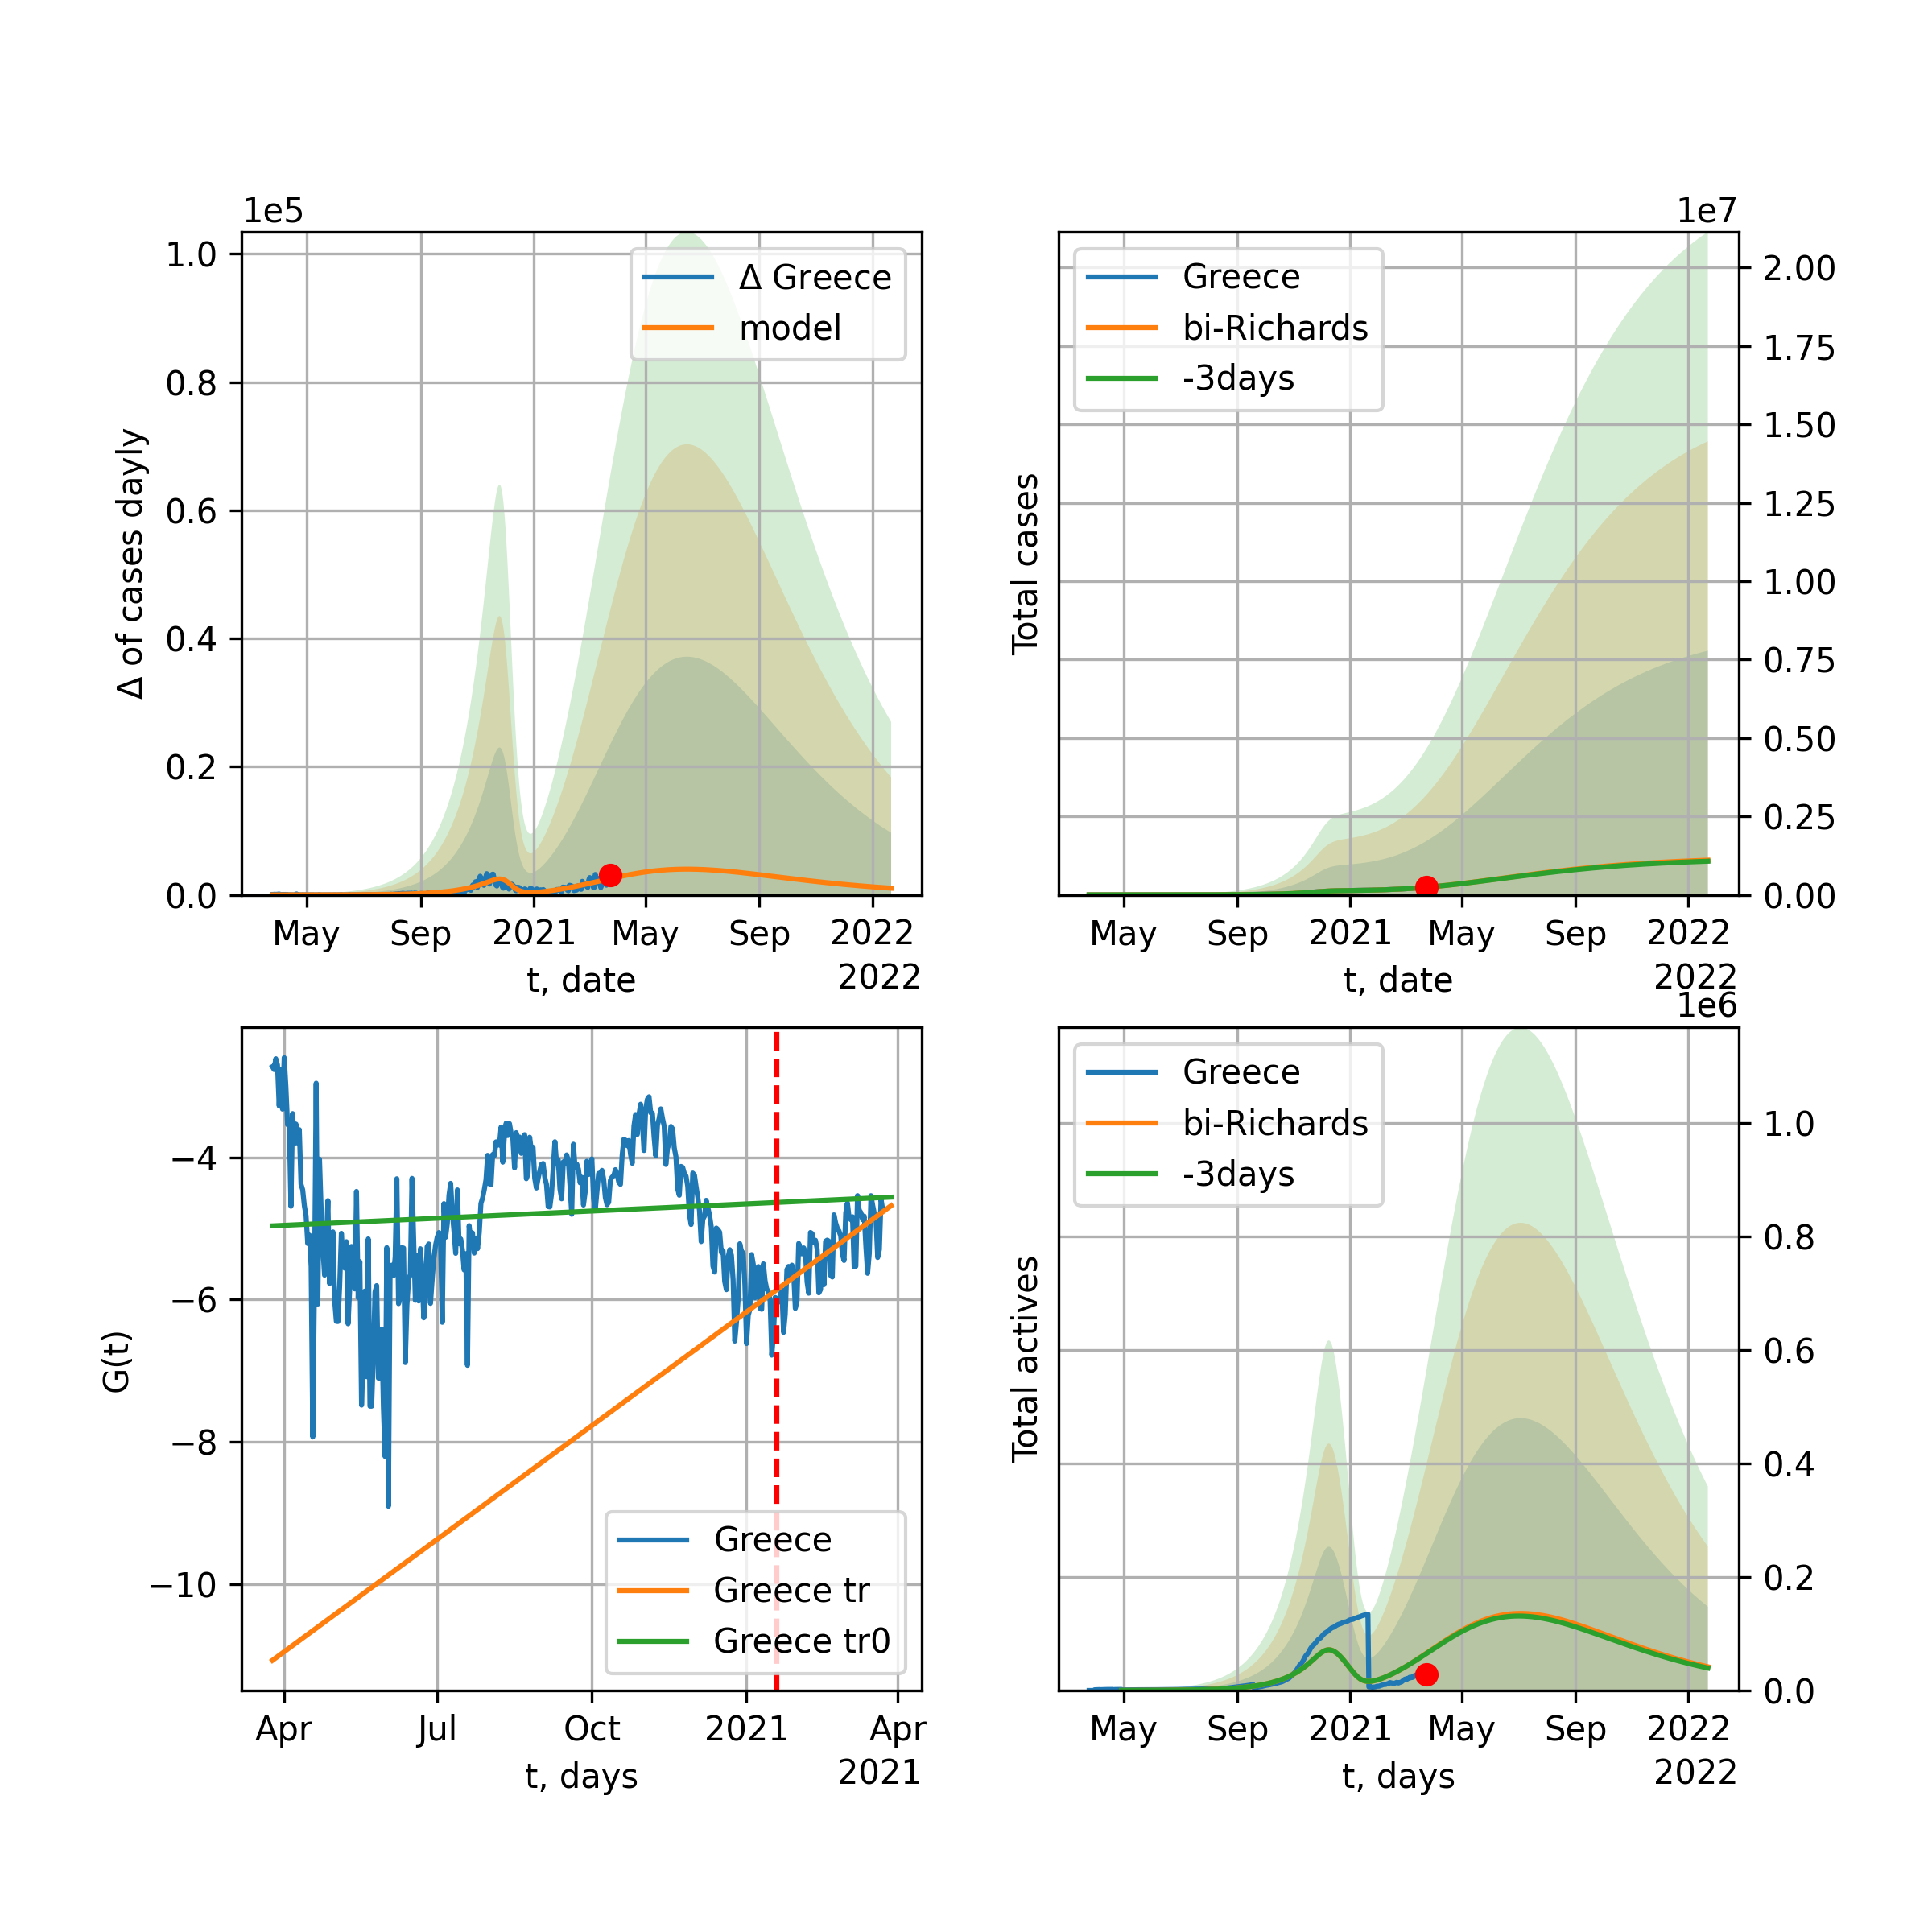 1e5
1.0
0.8
0.6
0.4
0.2
0.0
Δ of cases dayly
Δ Greece
model
May Sep 2021 May Sep 2022
t, date
2022
1e7
Greece
bi-Richards
-3days
Total cases
2.00
1.75
1.50
1.25
1.00
0.75
0.50
0.25
0.00
May Sep 2021 May Sep 2022
t, date
2022
−4
−6
−8
−10
G(t)
Greece
Greece tr
Greece tr0
Apr Jul Oct 2021 Apr
t, days
2021
1e6
Greece
bi-Richards
-3days
Total actives
1.0
0.8
0.6
0.4
0.2
0.0
May Sep 2021 May Sep 2022
t, days
2022